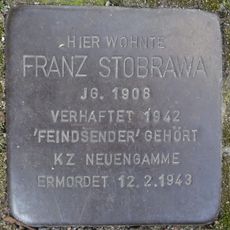 HIER WOHNTE
FRANZ STOBRAWA
JG. 1908
VERHAFTET 1942
'FEINDSENDER' GEHÖRT
KZ NEUENGAMME
ERMORDET 12.2.1943